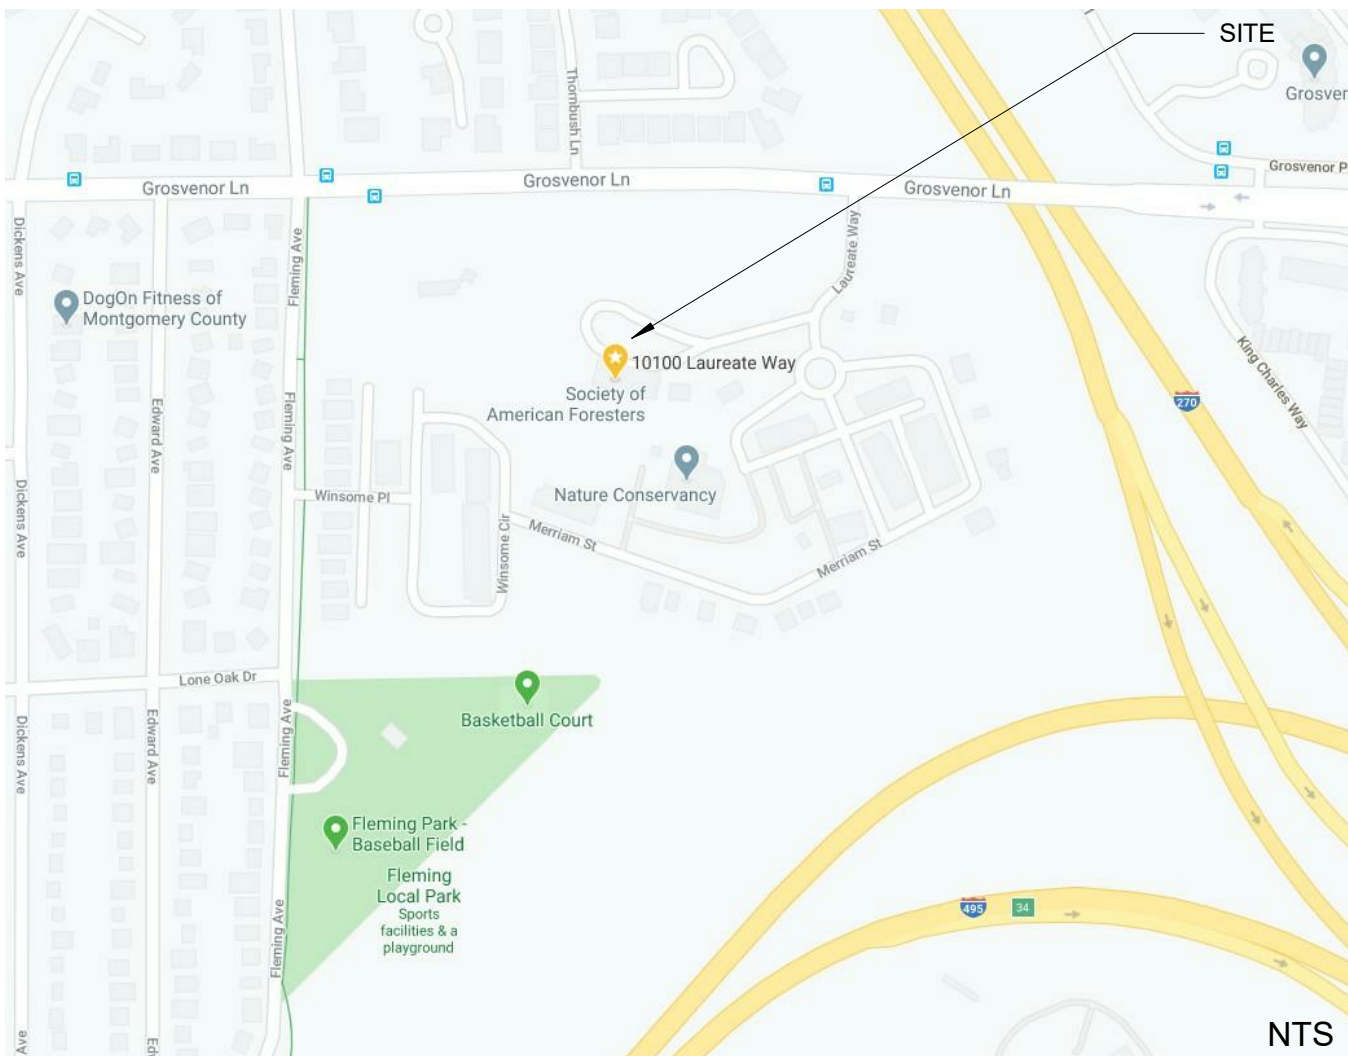 SITE
Grosver
Thornbush Ln
Grosvenor Ln
Grosvenor Ln
Grosvenor Ln
Grosvenor P
Dickens Ave
Fleming Ave
Laureate Way
DogOn Fitness of
Montgomery County
10100 Laureate Way
Society of
American Foresters
King Charles Way
270
Edward Ave
Fleming Ave
Nature Conservancy
Winsome Pl
Dickens Ave
Winsome Cir
Merriam St
Merriam St
Lone Oak Dr
Basketball Court
Dickens Ave
Edward Ave
Fleming Ave
Fleming Park -
Baseball Field
Fleming
Local Park
Sports
facilities & a
playground
495
34
Fleming Ave
Ave
Ed
NTS